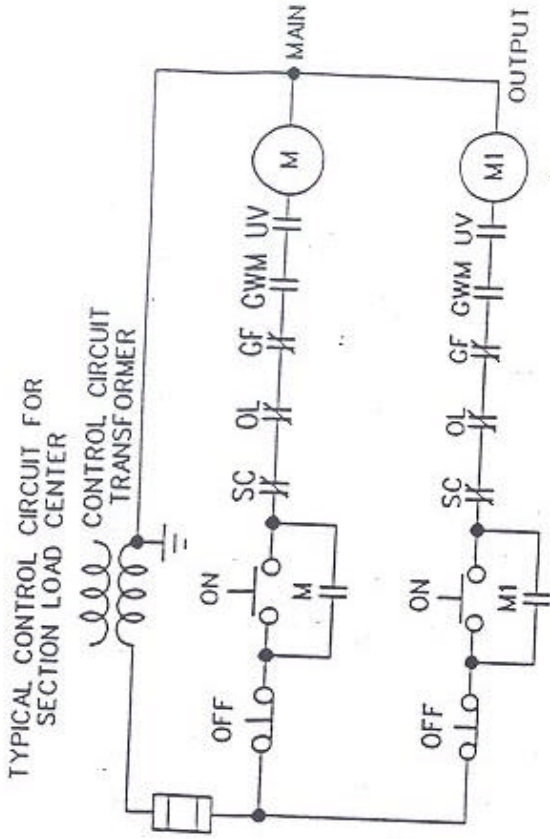 TYPICAL CONTROL CIRCUIT FOR
SECTION LOAD CENTER
CONTROL CIRCUIT
TRANSFORMER
OFF
ON
M
SC
OL
GF
GWM
UV
M
MAIN
OFF
ON
M1
SC
OL
GF
GWM
UV
M1
OUTPUT